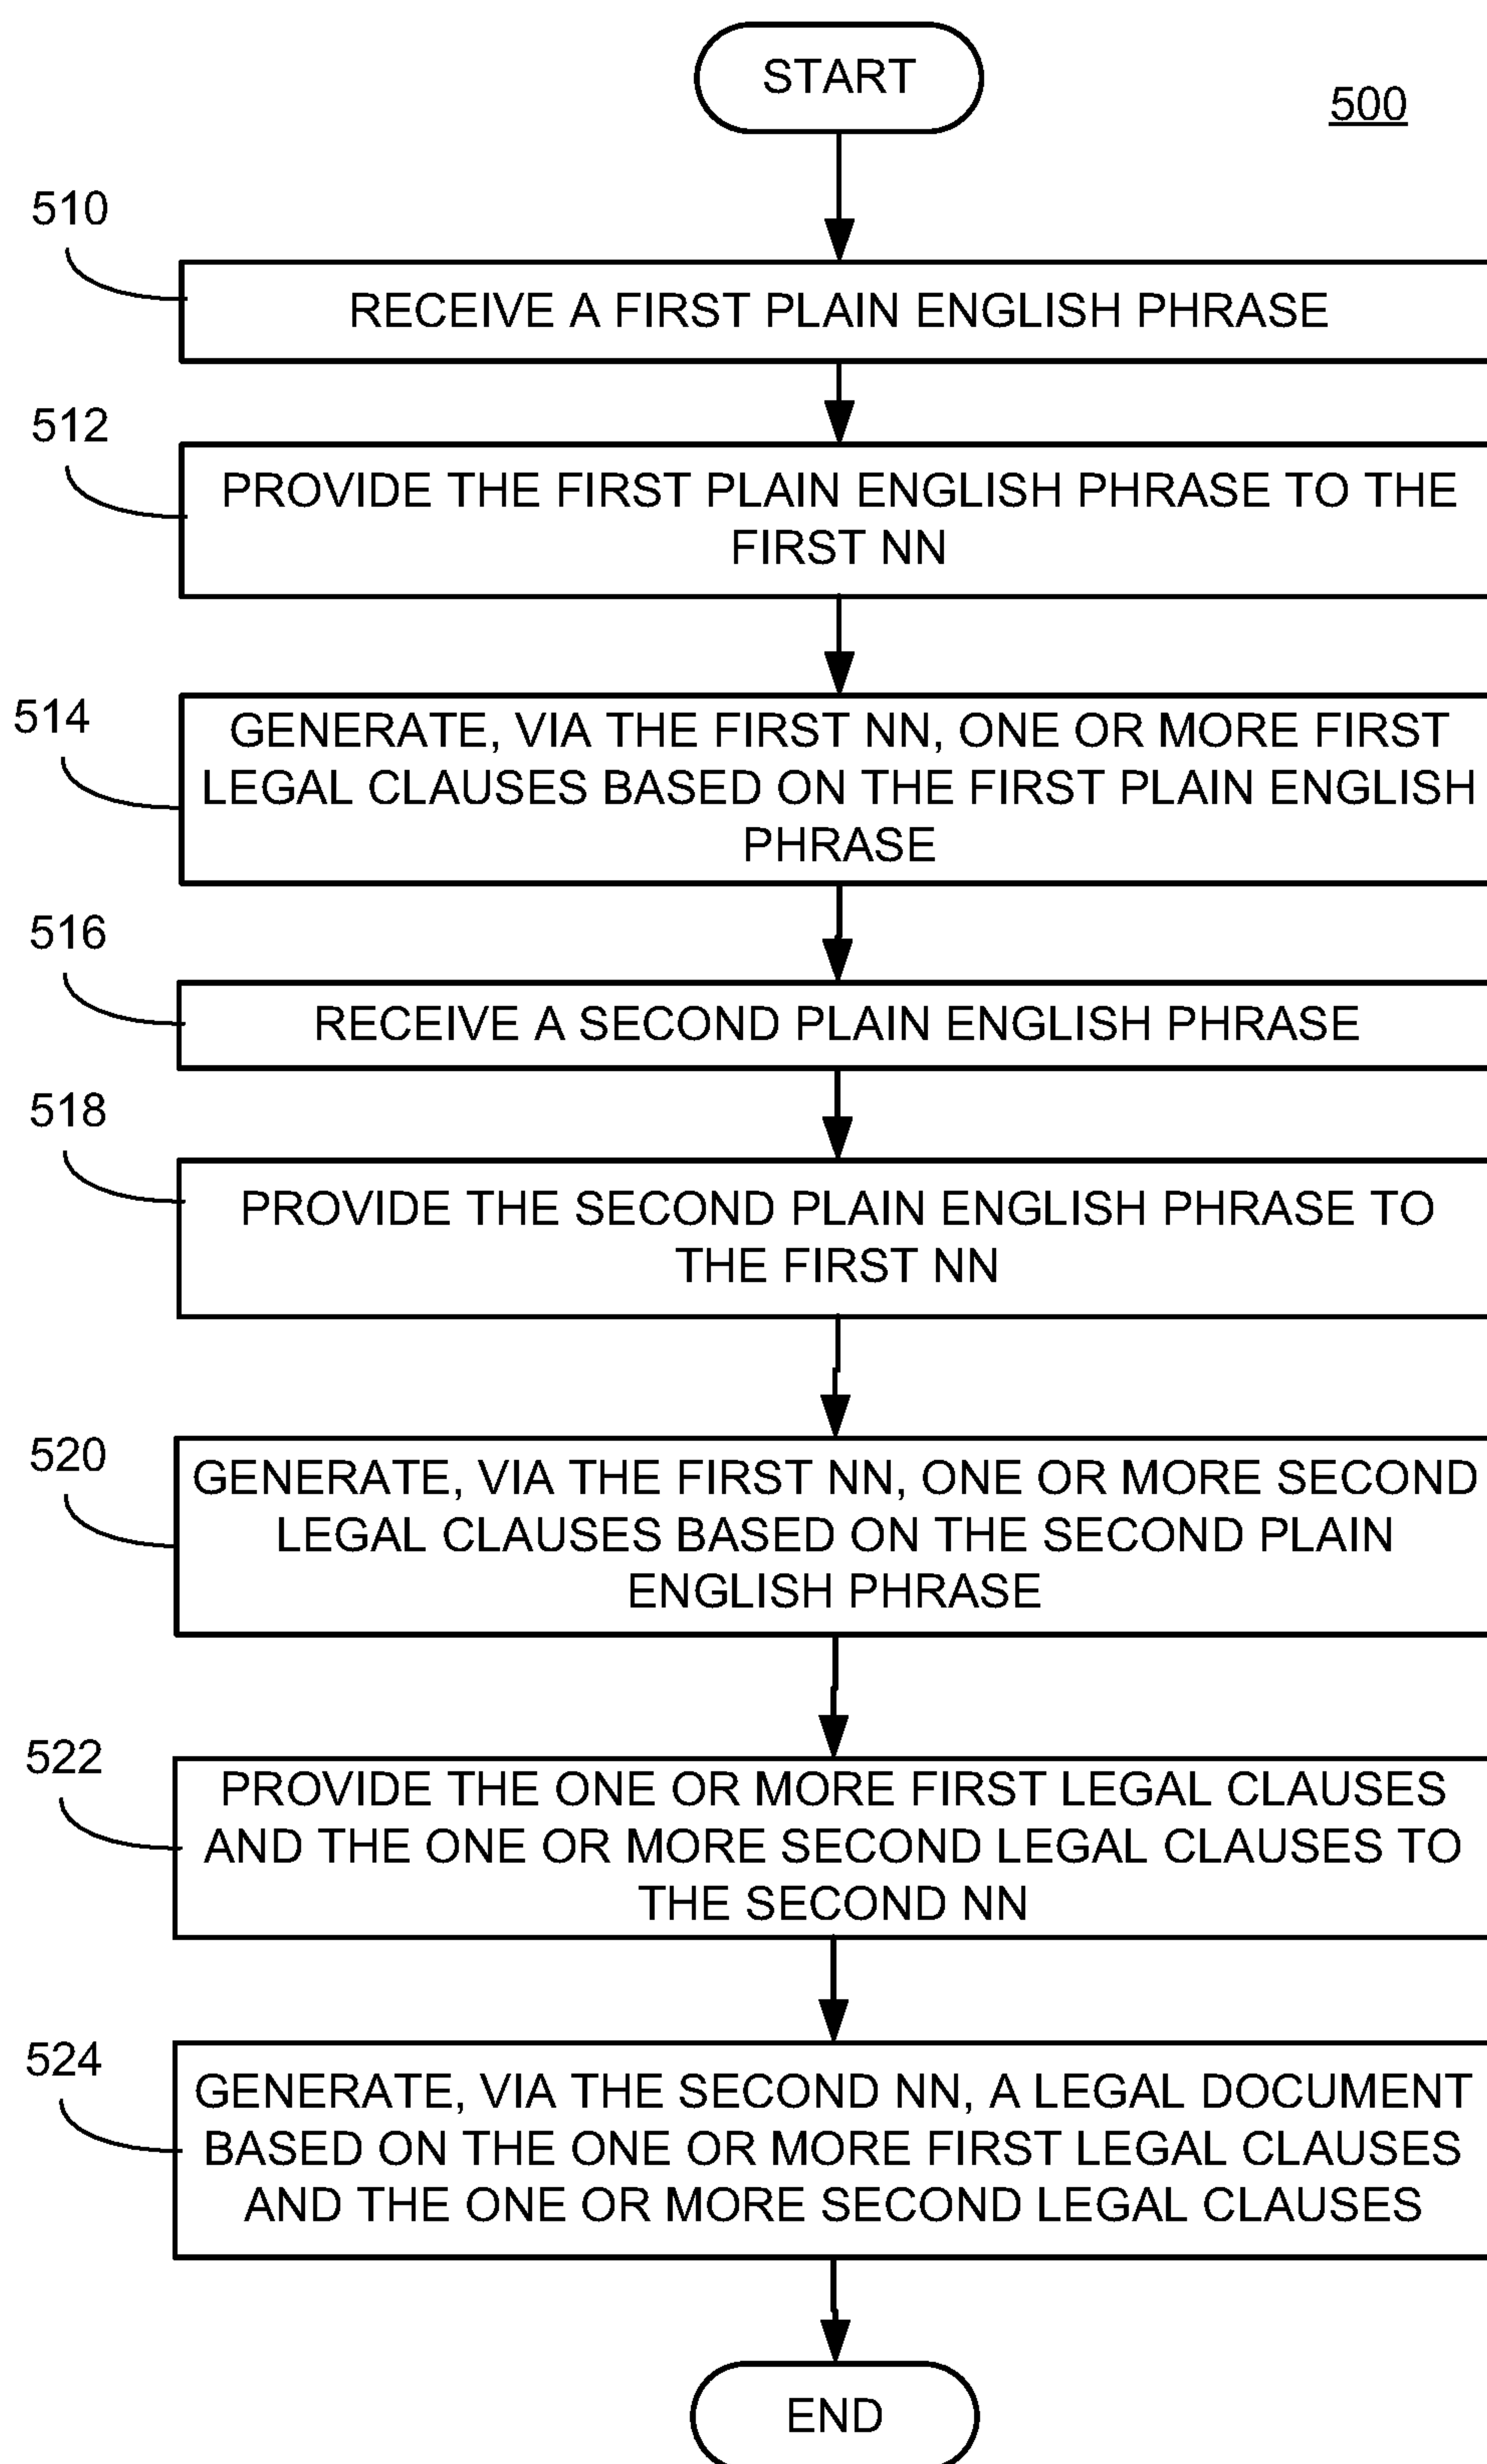 START
500
510
RECEIVE A FIRST PLAIN ENGLISH PHRASE
512
PROVIDE THE FIRST PLAIN ENGLISH PHRASE TO THE
FIRST NN
514
GENERATE, VIA THE FIRST NN, ONE OR MORE FIRST
LEGAL CLAUSES BASED ON THE FIRST PLAIN ENGLISH
PHRASE
516
RECEIVE A SECOND PLAIN ENGLISH PHRASE
518
PROVIDE THE SECOND PLAIN ENGLISH PHRASE TO
THE FIRST NN
520
GENERATE, VIA THE FIRST NN, ONE OR MORE SECOND
LEGAL CLAUSES BASED ON THE SECOND PLAIN
ENGLISH PHRASE
522
PROVIDE THE ONE OR MORE FIRST LEGAL CLAUSES
AND THE ONE OR MORE SECOND LEGAL CLAUSES TO
THE SECOND NN
524
GENERATE, VIA THE SECOND NN, A LEGAL DOCUMENT
BASED ON THE ONE OR MORE FIRST LEGAL CLAUSES
AND THE ONE OR MORE SECOND LEGAL CLAUSES
END